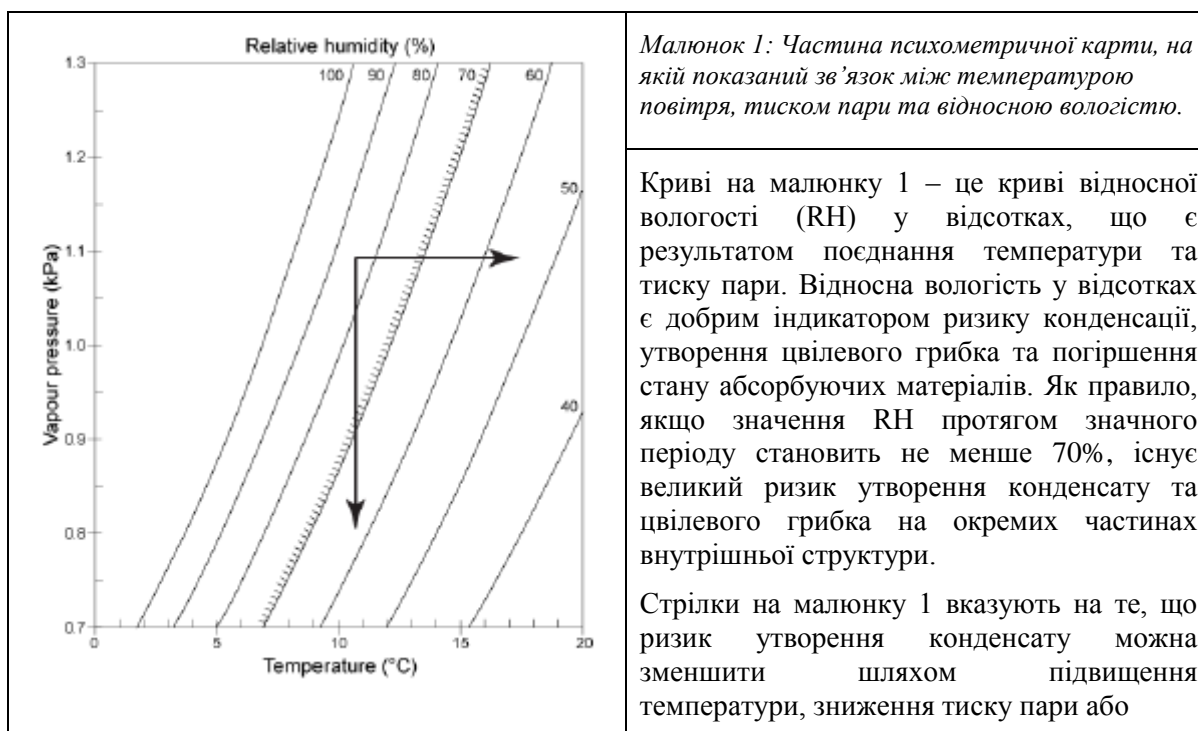 Relative humidity (%)
1.3
100
90
80
70
60
1.2
50
1.1
1.0
40
0.9
0.8
0.7
0
5
10
15
20
Vapour pressure (kPa)
Temperature (°C)
Малюнок 1: Частина психометричної карти, на
якій показаний зв’язок між температурою
повітря, тиском пари та відносною вологістю.
Криві на малюнку 1 – це криві відносної
вологості (RH) у відсотках, що є
результатом поєднання температури та
тиску пари. Відносна вологість у відсотках
є добрим індикатором ризику конденсації,
утворення цвілевого грибка та погіршення
стану абсорбуючих матеріалів. Як правило,
якщо значення RH протягом значного
періоду становить не менше 70%, існує
великий ризик утворення конденсату та
цвілевого грибка на окремих частинах
внутрішньої структури.
Стрілки на малюнку 1 вказують на те, що
ризик утворення конденсату можна
зменшити шляхом підвищення
температури, зниження тиску пари або